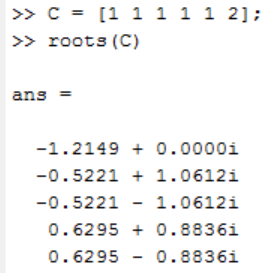 >> C = [1 1 1 1 1 2];
>> roots(C)
ans =
-1.2149 + 0.0000i
-0.5221 + 1.0612i
-0.5221 - 1.0612i
0.6295 + 0.8836i
0.6295 - 0.8836i